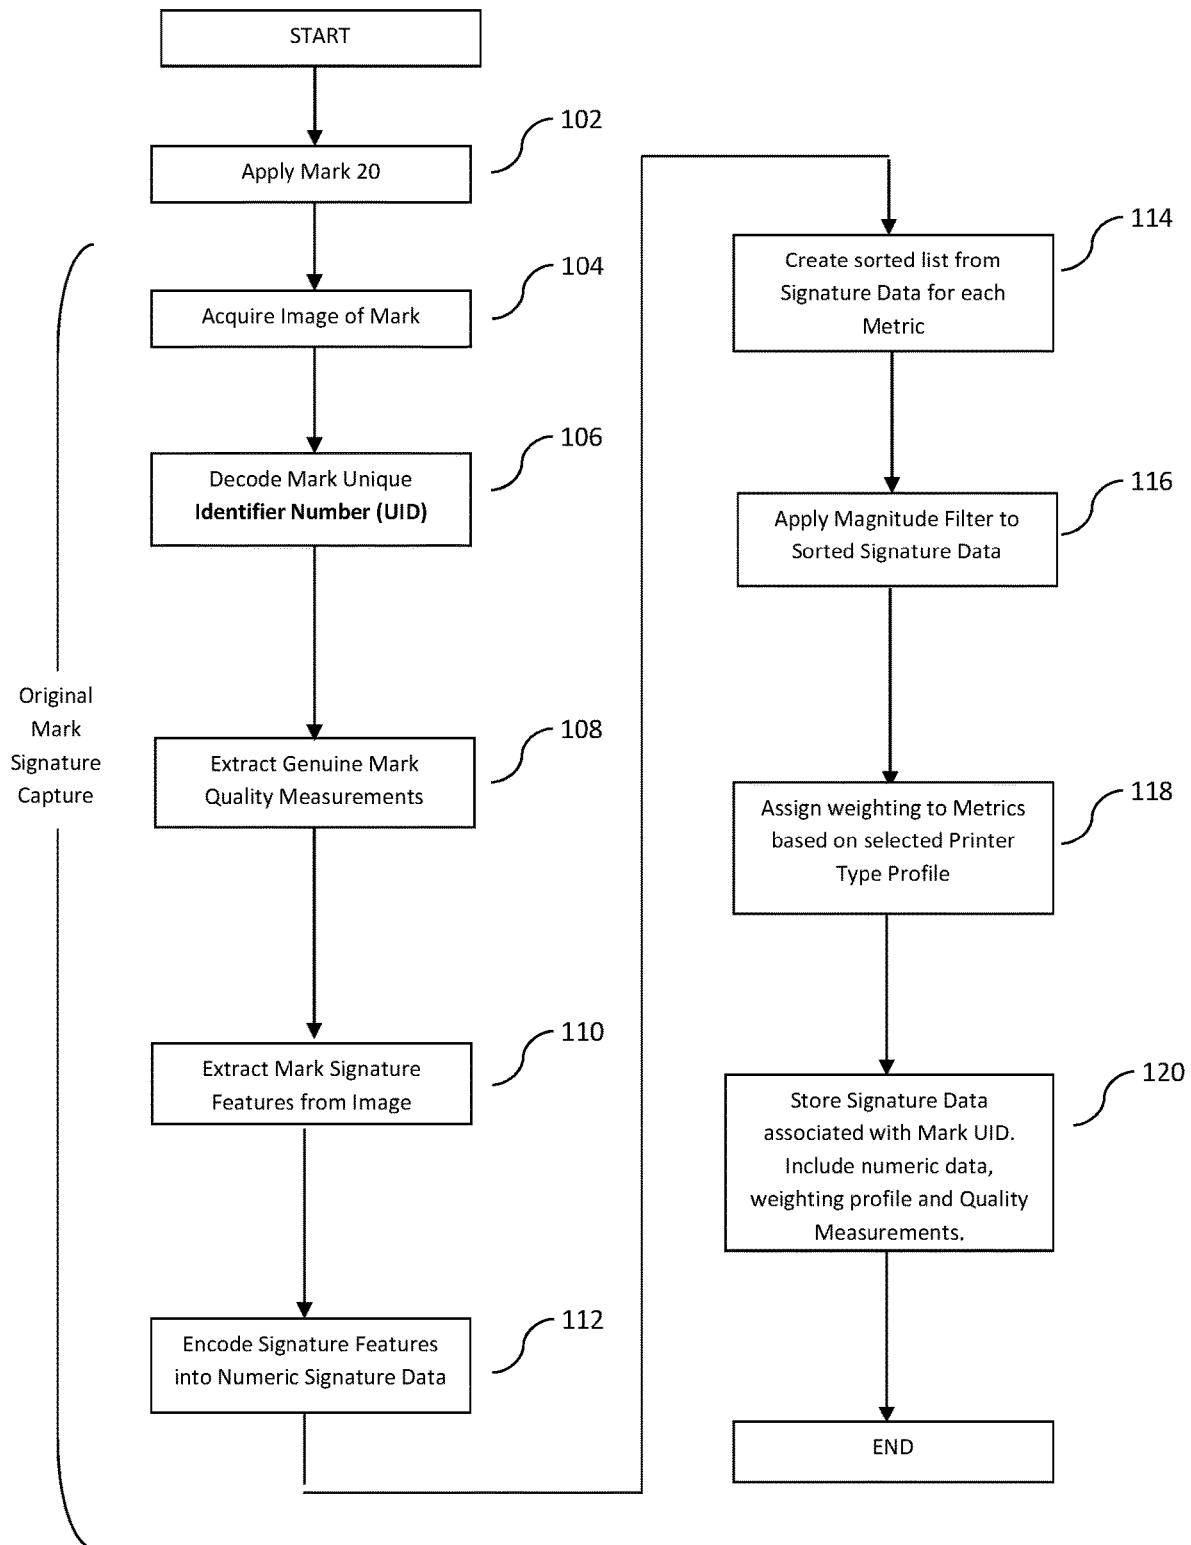 START
102
Apply Mark 20
104
Acquire Image of Mark
106
Decode Mark Unique
Identifier Number (UID)
Original
Mark
Signature
Capture
108
Extract Genuine Mark
Quality Measurements
110
Extract Mark Signature
Features from Image
112
Encode Signature Features
into Numeric Signature Data
114
Create sorted list from
Signature Data for each
Metric
116
Apply Magnitude Filter to
Sorted Signature Data
118
Assign weighting to Metrics
based on selected Printer
Type Profile
120
Store Signature Data
associated with Mark UID.
Include numeric data,
weighting profile and Quality
Measurements.
END